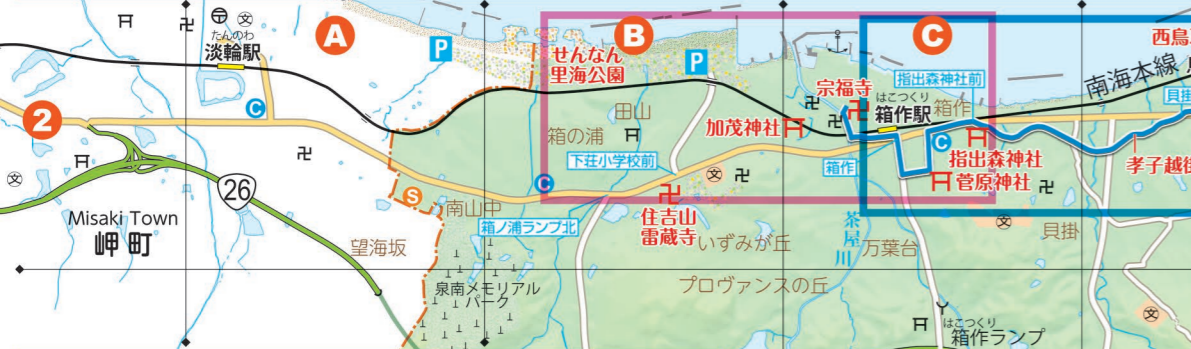 A
B
C
たんのわ
淡輪駅
P
せんなん
里海公園
P
西鳥
南海本線
指出森神社前
宗福寺
はこつくり
箱作駅
箱作
貝掛
2
C
田山
箱の浦
加茂神社
下荘小学校前
箱作
C
指出森神社
菅原神社
孝子越街
26
文
文
S
C
南山中
箱ノ浦ランプ北
住吉山
雷蔵寺
文
茶屋川
文
貝掛
Misaki Town
岬町
望海坂
いずみが丘
万葉台
プロヴァンスの丘
泉南メモリアル
パーク
はこつくり
箱作ランプ
文